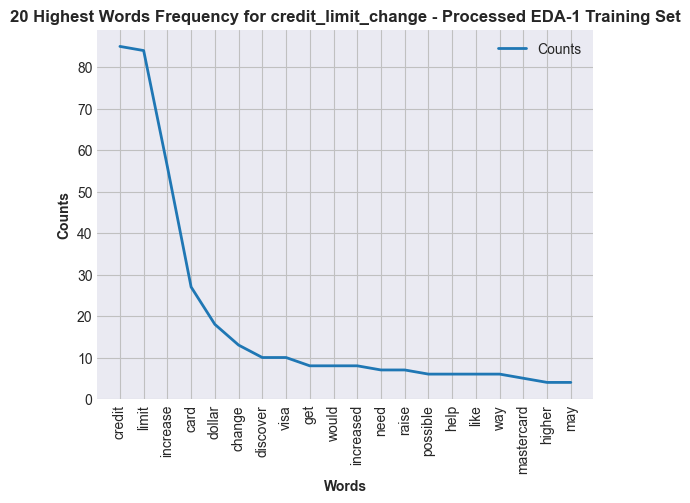 20 Highest Words Frequency for credit_limit_change - Processed EDA-1 Training Set
Counts
80
70
60
50
40
30
20
10
0
Counts
credit
limit
increase
card
dollar
change
discover
visa
get
would
increased
need
raise
possible
help
like
way
mastercard
higher
may
Words